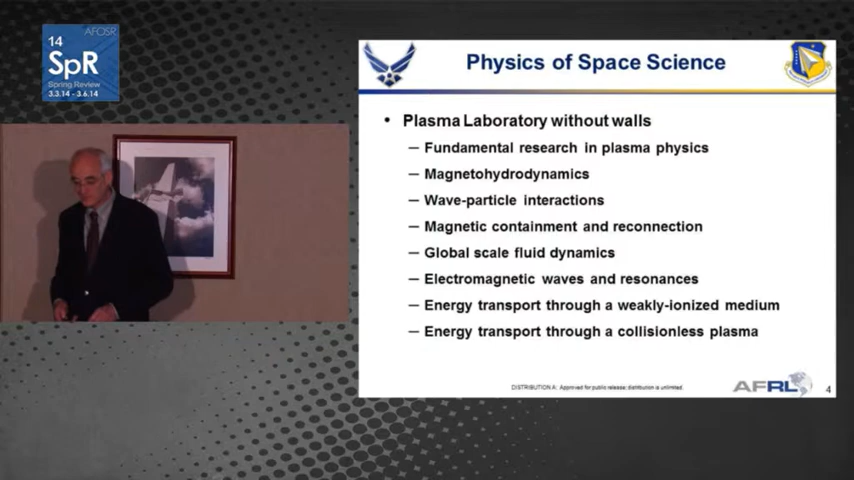 AFOSR
14
SpR
Spring Review
3.3.14 - 3.6.14
Physics of Space Science
• Plasma Laboratory without walls
– Fundamental research in plasma physics
– Magnetohydrodynamics
– Wave-particle interactions
– Magnetic containment and reconnection
– Global scale fluid dynamics
– Electromagnetic waves and resonances
– Energy transport through a weakly-ionized medium
– Energy transport through a collisionless plasma
DISTRIBUTION A: Approved for public release; distribution is unlimited.
AFRL
4